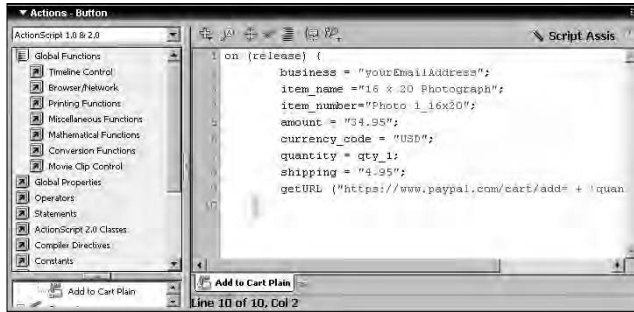 Actions - Button
ActionScript 1.0 & 2.0
Script Assis
Global Functions
Timeline Control
Browser/Network
Printing Functions
Miscellaneous Functions
Mathematical Functions
Conversion Functions
Movie Clip Control
Global Properties
Operators
Statements
ActionScript 2.0 Classes
Compiler Directives
Constants
Add to Cart Plain
1 on (release) {
business = "yourEmailAddress";
item_name ="16 x 20 Photograph";
item_number="Photo 1_16x20";
amount = "34.95";
currency_code = "USD";
quantity = qty_1;
shipping = "4.95";
getURL ("https://www.paypal.com/cart/add= + 'quan
10
Add to Cart Plain
Line 10 of 10, Col 2